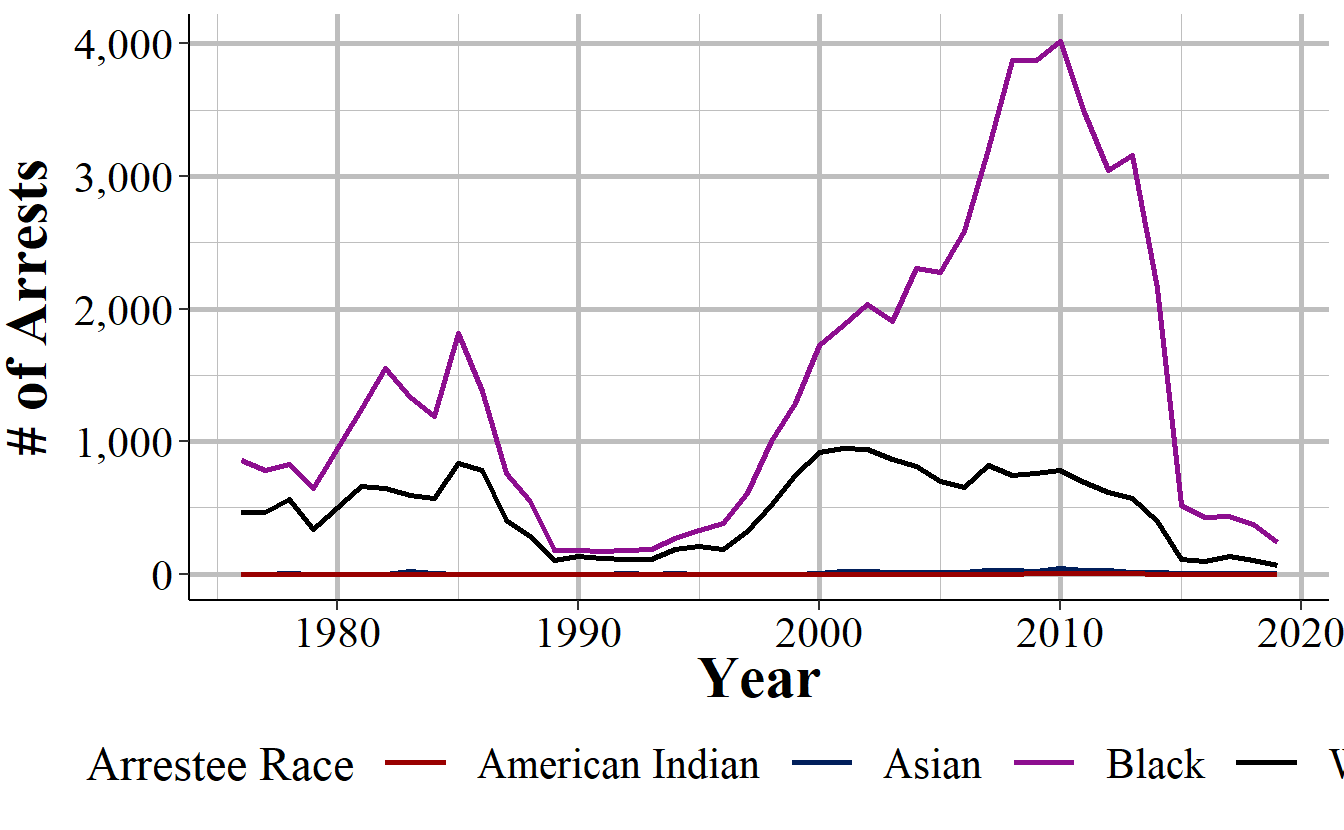 # of Arrests
4,000
3,000
2,000
1,000
0
1980 1990 2000 2010 2020
Year
Arrestee Race American Indian Asian Black